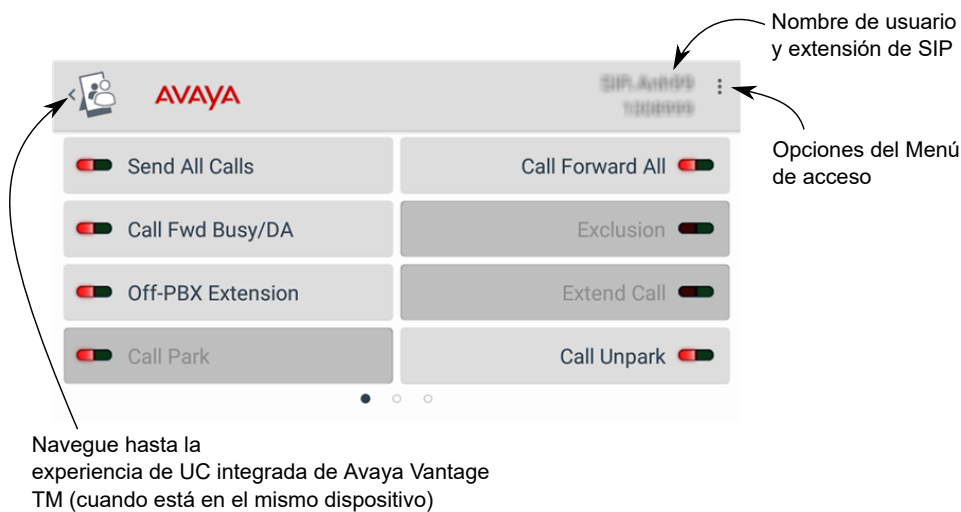 Nombre de usuario
y extensión de SIP
AVAYA
Opciones del Menú
de acceso
Send All Calls
Call Forward All
Call Fwd Busy/DA
Exclusion
Off-PBX Extension
Extend Call
Call Park
Call Unpark
Navegue hasta la
experiencia de UC integrada de Avaya Vantage
TM (cuando está en el mismo dispositivo)